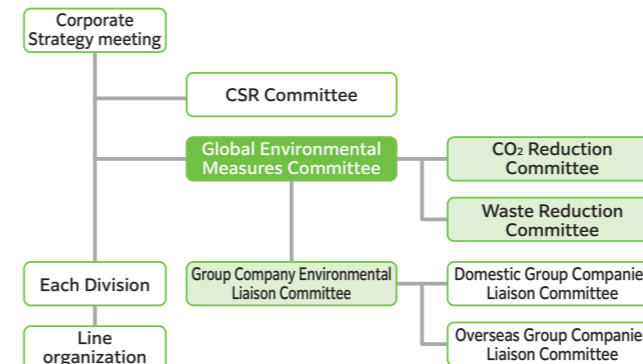 Corporate
Strategy meeting
CSR Committee
Global Environmental
Measures Committee
CO₂ Reduction
Committee
Waste Reduction
Committee
Each Division
Group Company Environmental
Liaison Committee
Domestic Group Companie
Liaison Committee
Line
organization
Overseas Group Companie
Liaison Committee